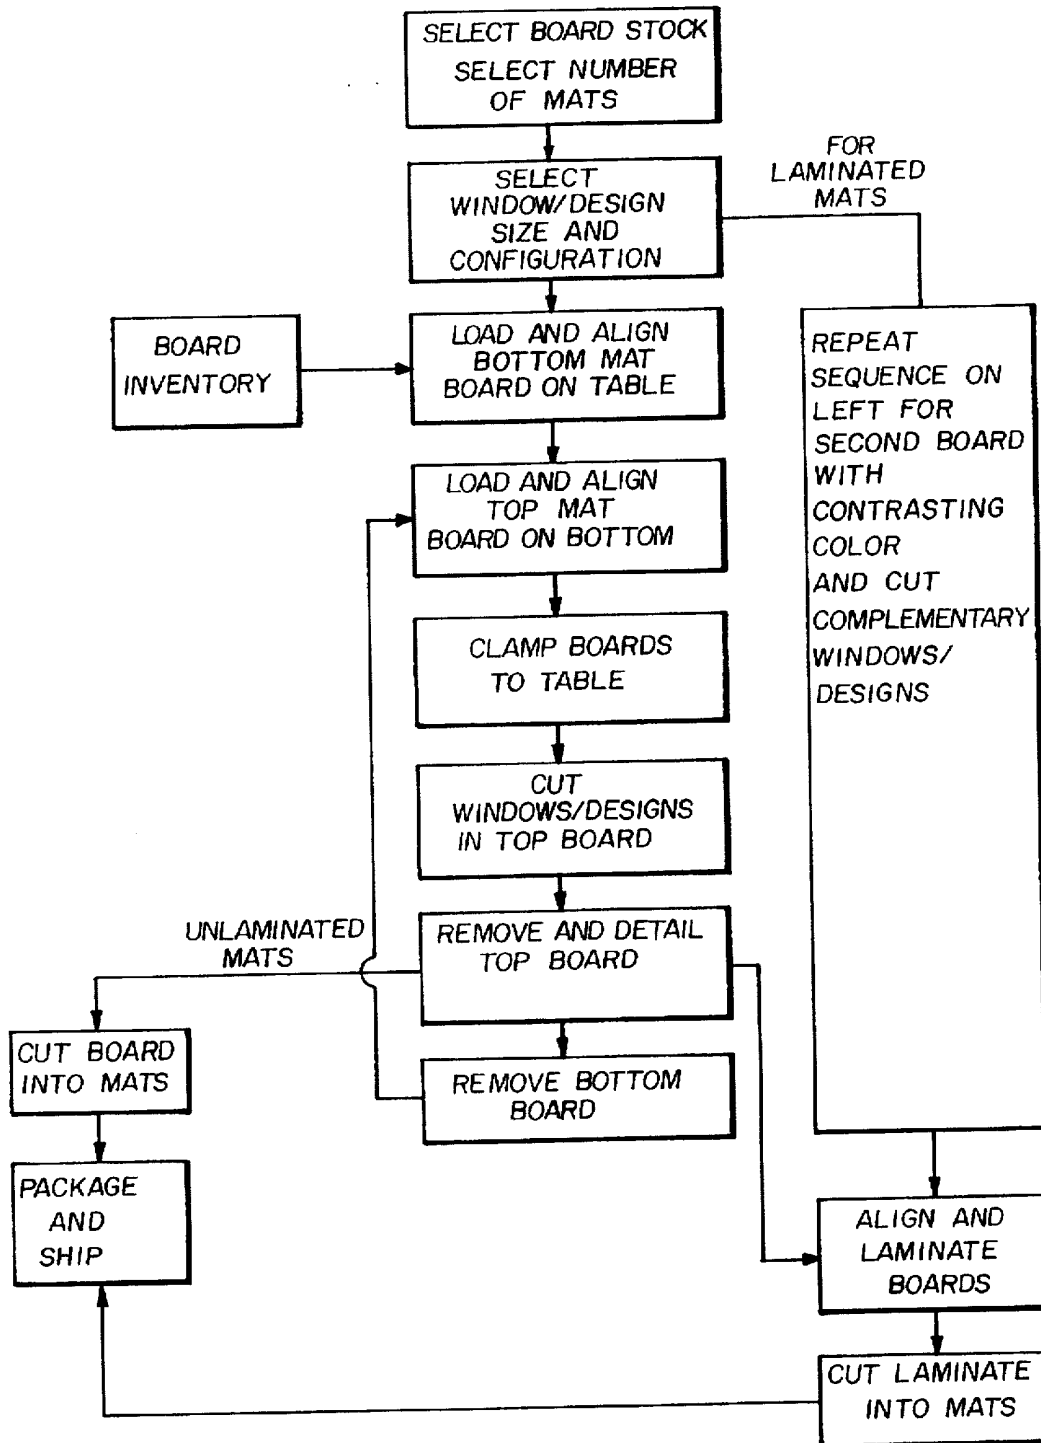 SELECT BOARD STOCK
SELECT NUMBER
OF MATS
SELECT
WINDOW/DESIGN
SIZE AND
CONFIGURATION
FOR
LAMINATED
MATS
BOARD
INVENTORY
LOAD AND ALIGN
BOTTOM MAT
BOARD ON TABLE
REPEAT
SEQUENCE ON
LEFT FOR
SECOND BOARD
WITH
CONTRASTING
COLOR
AND CUT
COMPLEMENTARY
WINDOWS/
DESIGNS
LOAD AND ALIGN
TOP MAT
BOARD ON BOTTOM
CLAMP BOARDS
TO TABLE
CUT
WINDOWS/DESIGNS
IN TOP BOARD
REMOVE AND DETAIL
TOP BOARD
UNLAMINATED
MATS
CUT BOARD
INTO MATS
REMOVE BOTTOM
BOARD
PACKAGE
AND
SHIP
ALIGN AND
LAMINATE
BOARDS
CUT LAMINATE
INTO MATS